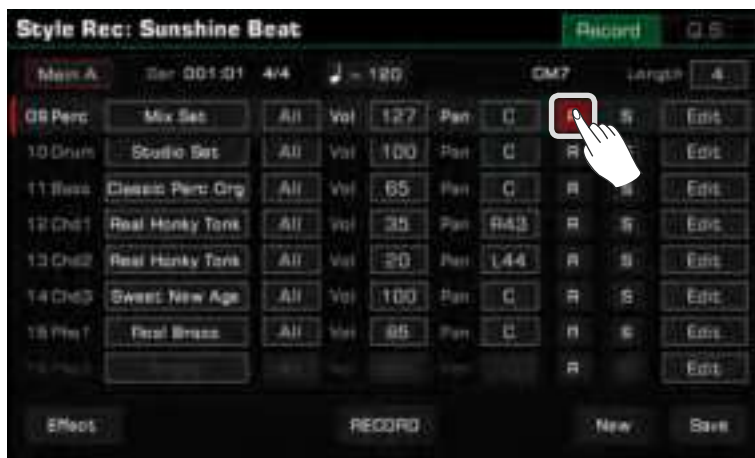 Style Rec: Sunshine Beat Record Q.S
Main A Bar 001:01 4/4 ♩ = 120 CM7 Length 4
09 Perc Mix Set All Vol 127 Pan C R S Edit
10 Drum Studio Set All Vol 100 Pan C R Edit
11 Bass Classic Perc Org All Vol 65 Pan C R S Edit
12 Chd1 Real Honky Tonk All Vol 35 Pan R43 R S Edit
13 Chd2 Real Honky Tonk All Vol 20 Pan L44 R S Edit
14 Chd3 Sweet New Age All Vol 100 Pan C R S Edit
15 Pha1 Real Brass All Vol Pan C R S Edit
R Edit
Effect RECORD New Save